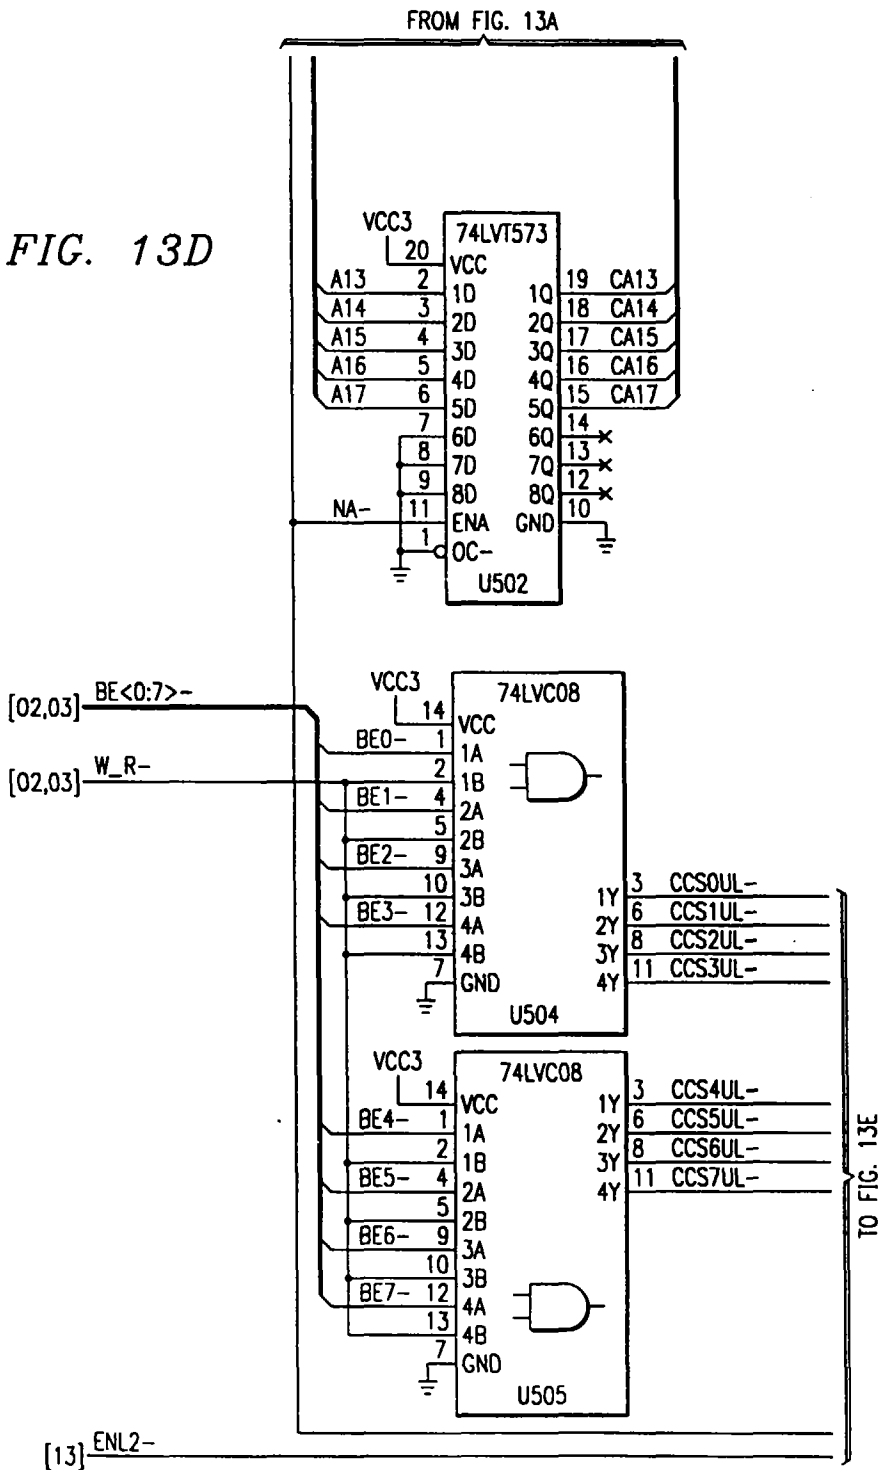 FROM FIG. 13A
FIG. 13D
VCC3
74LVT573
20 VCC
A13 2 1D 1Q 19 CA13
A14 3 2D 2Q 18 CA14
A15 4 3D 3Q 17 CA15
A16 5 4D 4Q 16 CA16
A17 6 5D 5Q 15 CA17
7 6D 6Q 14
8 7D 7Q 13
9 8D 8Q 12
NA- 11 ENA GND 10
1 OC-
U502
[02,03] BE<0:7>-
[02,03] W_R-
VCC3
74LVC08
14 VCC
BE0- 1 1A
2 1B
BE1- 4 2A
5 2B
BE2- 9 3A
10 3B 1Y 3 CCS0UL-
BE3- 12 4A 2Y 6 CCS1UL-
13 4B 3Y 8 CCS2UL-
7 GND 4Y 11 CCS3UL-
U504
VCC3
74LVC08
14 VCC 1Y 3 CCS4UL-
BE4- 1 1A 2Y 6 CCS5UL-
2 1B 3Y 8 CCS6UL-
BE5- 4 2A 4Y 11 CCS7UL-
5 2B
BE6- 9 3A
10 3B
BE7- 12 4A
13 4B
7 GND
U505
TO FIG. 13E
[13] ENL2-